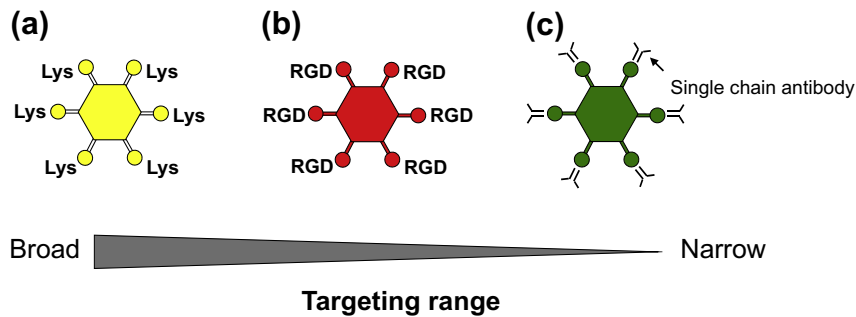 (a) (b) (c)
Lys Lys RGD RGD
Single chain antibody
Lys Lys RGD RGD
Lys Lys RGD RGD
Broad Narrow
Targeting range